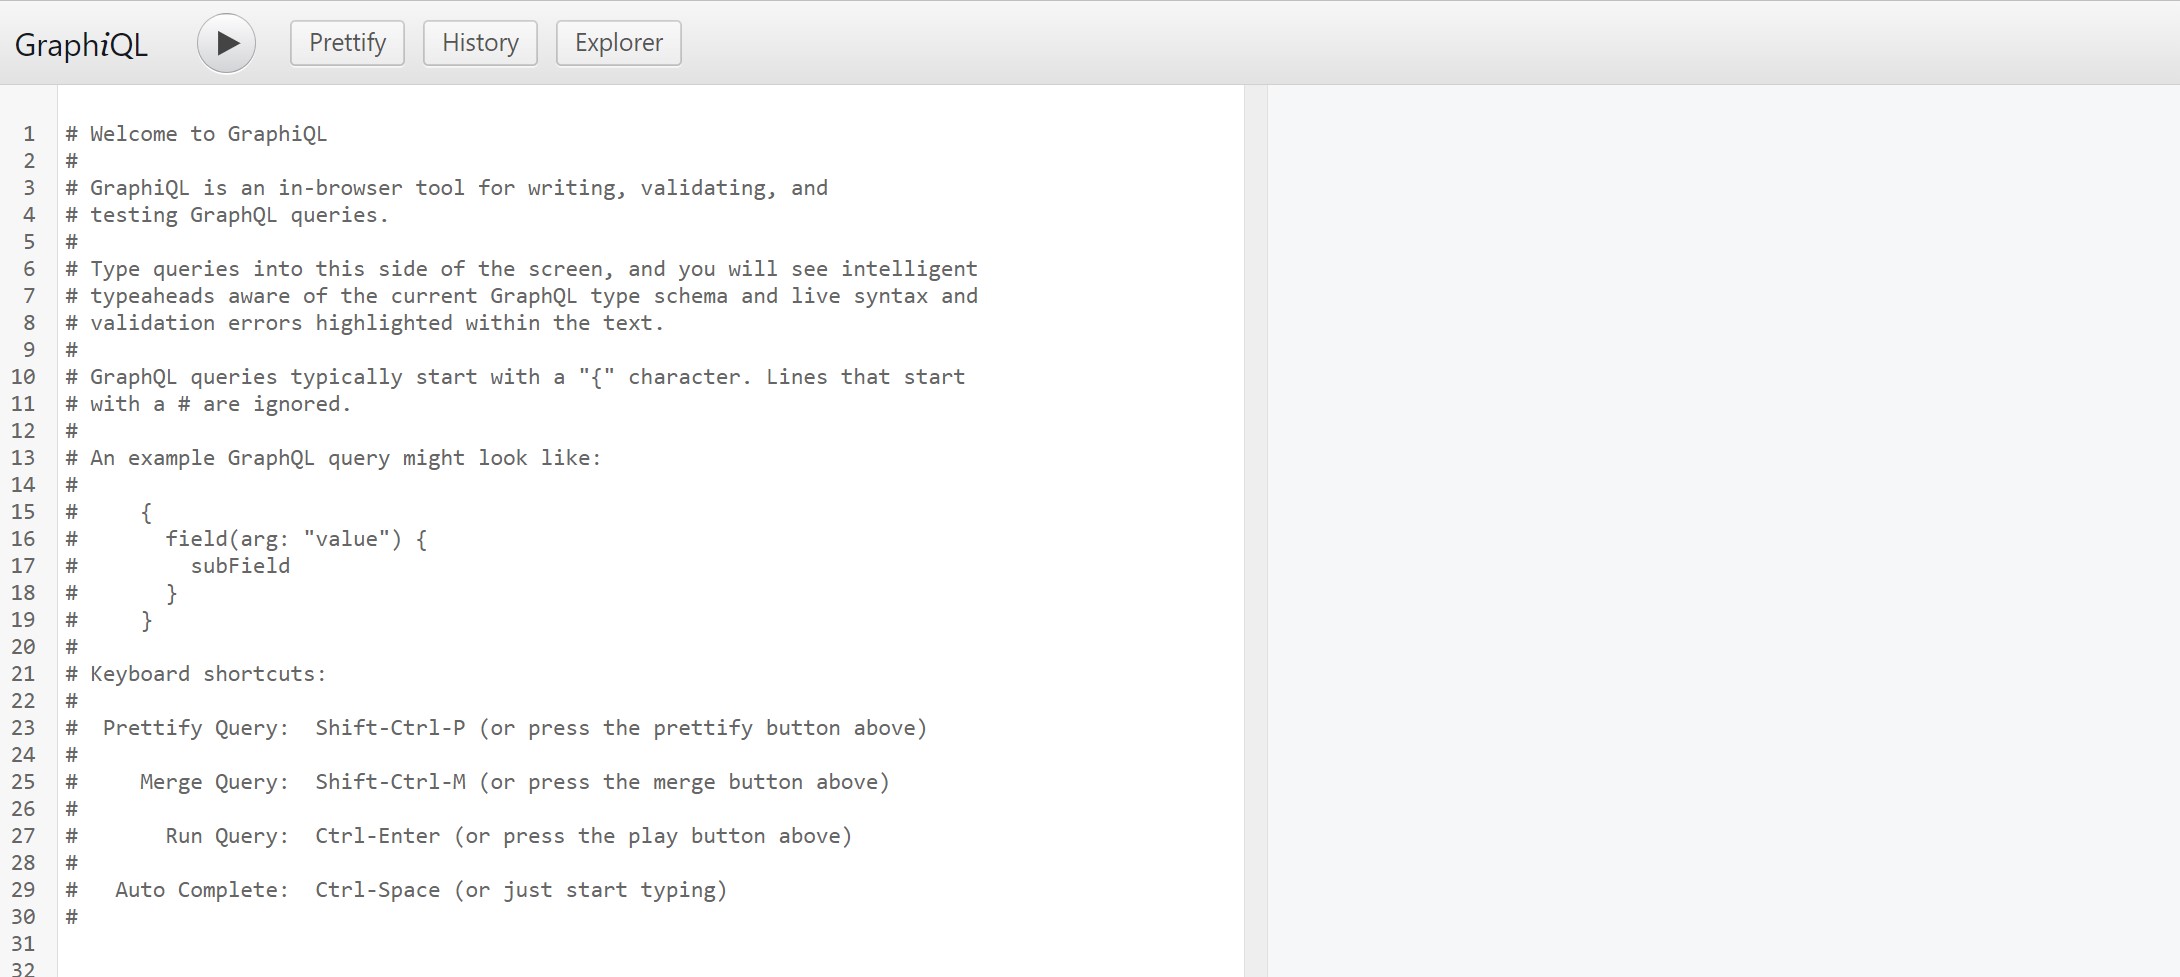 GraphiQL
Prettify
History
Explorer
1 # Welcome to GraphiQL
2 #
3 # GraphiQL is an in-browser tool for writing, validating, and
4 # testing GraphQL queries.
5 #
6 # Type queries into this side of the screen, and you will see intelligent
7 # typeaheads aware of the current GraphQL type schema and live syntax and
8 # validation errors highlighted within the text.
9 #
10 # GraphQL queries typically start with a "{" character. Lines that start
11 # with a # are ignored.
12 #
13 # An example GraphQL query might look like:
14 #
15 #     {
16 #       field(arg: "value") {
17 #         subField
18 #       }
19 #     }
20 #
21 # Keyboard shortcuts:
22 #
23 #  Prettify Query:  Shift-Ctrl-P (or press the prettify button above)
24 #
25 #     Merge Query:  Shift-Ctrl-M (or press the merge button above)
26 #
27 #       Run Query:  Ctrl-Enter (or press the play button above)
28 #
29 #   Auto Complete:  Ctrl-Space (or just start typing)
30 #
31
32